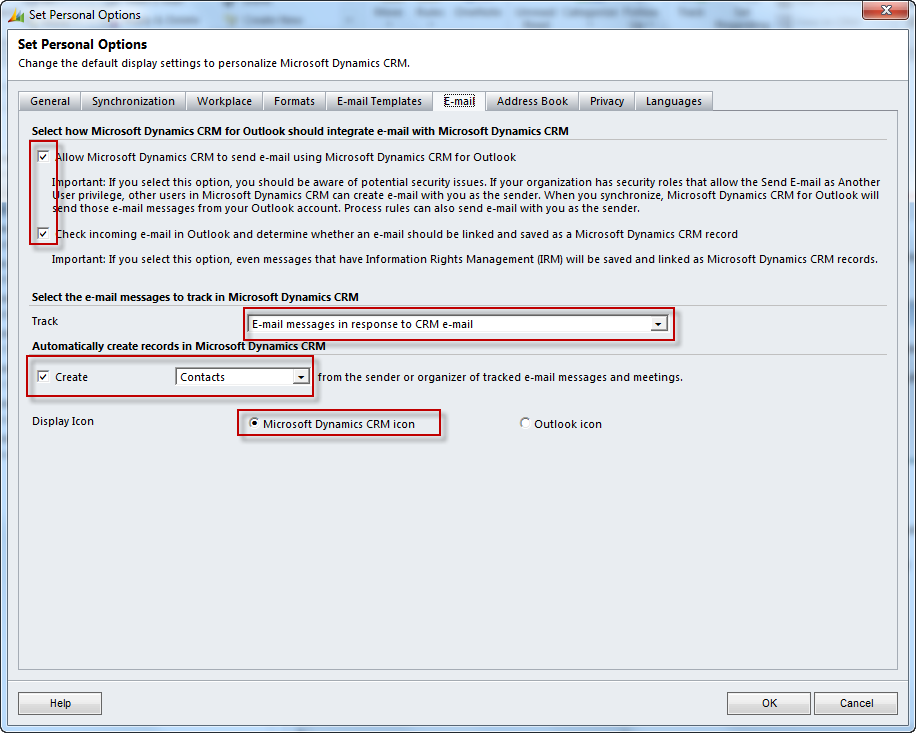 Set Personal Options
Set Personal Options
Change the default display settings to personalize Microsoft Dynamics CRM.
General Synchronization Workplace Formats E-mail Templates E-mail Address Book Privacy Languages
Select how Microsoft Dynamics CRM for Outlook should integrate e-mail with Microsoft Dynamics CRM
Allow Microsoft Dynamics CRM to send e-mail using Microsoft Dynamics CRM for Outlook
Important: If you select this option, you should be aware of potential security issues. If your organization has security roles that allow the Send E-mail as Another
User privilege, other users in Microsoft Dynamics CRM can create e-mail with you as the sender. When you synchronize, Microsoft Dynamics CRM for Outlook will
send those e-mail messages from your Outlook account. Process rules can also send e-mail with you as the sender.
Check incoming e-mail in Outlook and determine whether an e-mail should be linked and saved as a Microsoft Dynamics CRM record
Important: If you select this option, even messages that have Information Rights Management (IRM) will be saved and linked as Microsoft Dynamics CRM records.
Select the e-mail messages to track in Microsoft Dynamics CRM
Track E-mail messages in response to CRM e-mail
Automatically create records in Microsoft Dynamics CRM
Create Contacts from the sender or organizer of tracked e-mail messages and meetings.
Display Icon Microsoft Dynamics CRM icon Outlook icon
Help OK Cancel